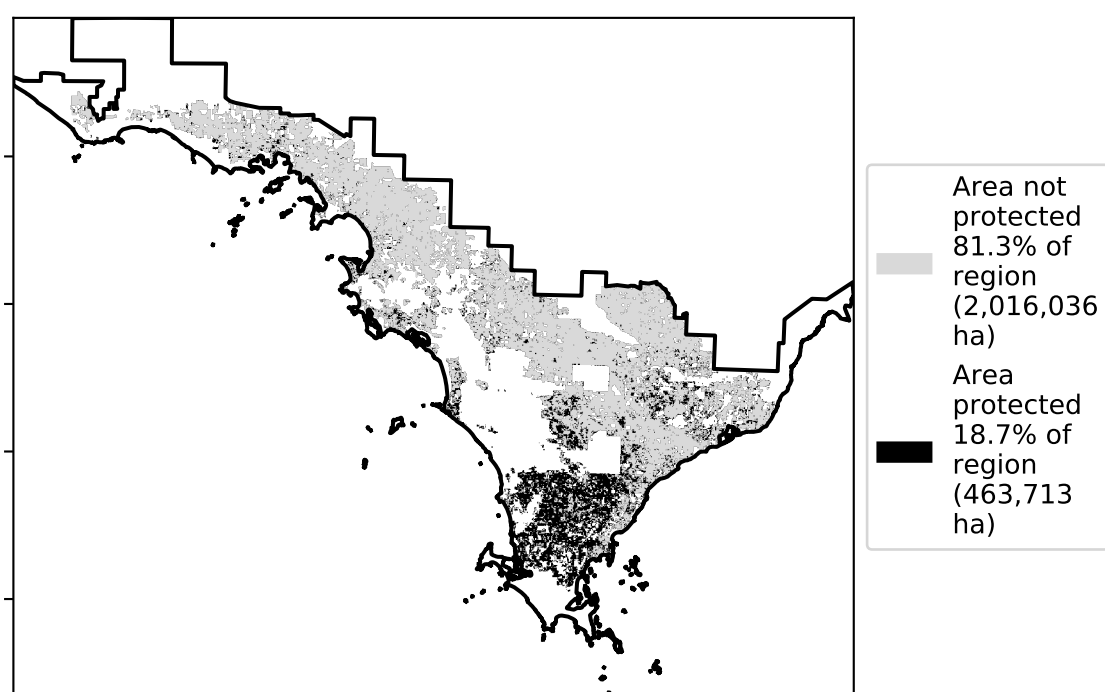 Area not
protected
81.3% of
region
(2,016,036
ha)
Area
protected
18.7% of
region
(463,713
ha)